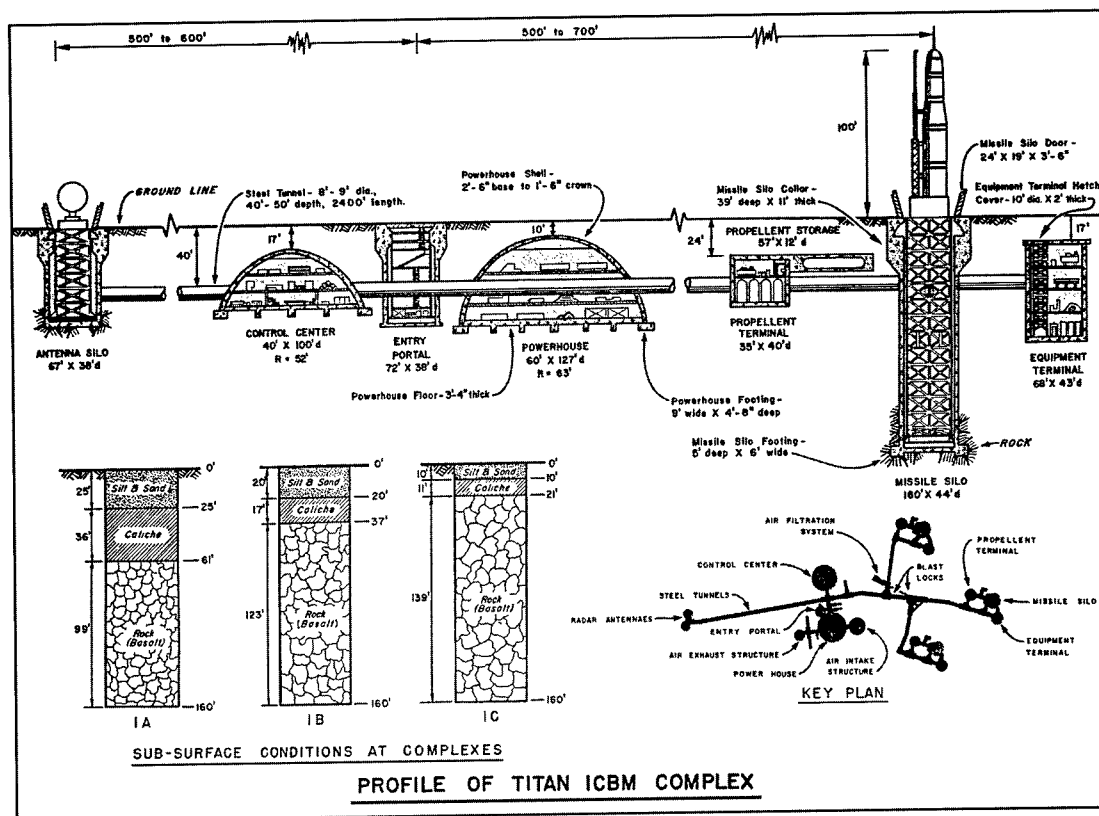 500' to 600'
500' to 700'
100'
GROUND LINE
Steel Tunnel - 8'- 9' dia.,
40'- 50' depth, 2400' length.
Powerhouse Shell -
2'-6" base to 1'-6" crown
Missile Silo Collar -
39' deep X 11' thick
Missile Silo Door -
24' X 19' X 3'-6"
Equipment Terminal Hetch
Cover - 10' dia. X 2' thick
40'
17'
10'
24'
17'
PROPELLENT STORAGE
57' X 12' d
ANTENNA SILO
67' X 38' d
CONTROL CENTER
40' X 100' d
R = 52'
ENTRY
PORTAL
72' X 38' d
POWERHOUSE
60' X 127' d
R = 63'
PROPELLENT
TERMINAL
35' X 40' d
EQUIPMENT
TERMINAL
68' X 43' d
Powerhouse Floor - 3'-4" thick
Powerhouse Footing -
9' wide X 4'-8" deep
Missile Silo Footing -
5' deep X 6' wide
ROCK
MISSILE SILO
160' X 44' d
0'
25'
Silt & Sand
25'
36'
Caliche
61'
99'
Rock
(Basalt)
160'
1A
0'
20'
Silt & Sand
20'
17'
Caliche
37'
123'
Rock
(Basalt)
160'
1B
0'
10'
Silt & Sand
10'
11'
Caliche
21'
139'
Rock
(Basalt)
160'
1C
SUB-SURFACE CONDITIONS AT COMPLEXES
AIR FILTRATION
SYSTEM
PROPELLENT
TERMINAL
CONTROL CENTER
BLAST
LOCKS
STEEL TUNNELS
MISSILE SILO
RADAR ANTENNAES
ENTRY PORTAL
EQUIPMENT
TERMINAL
AIR EXHAUST STRUCTURE
AIR INTAKE
STRUCTURE
POWER HOUSE
KEY PLAN
PROFILE OF TITAN ICBM COMPLEX